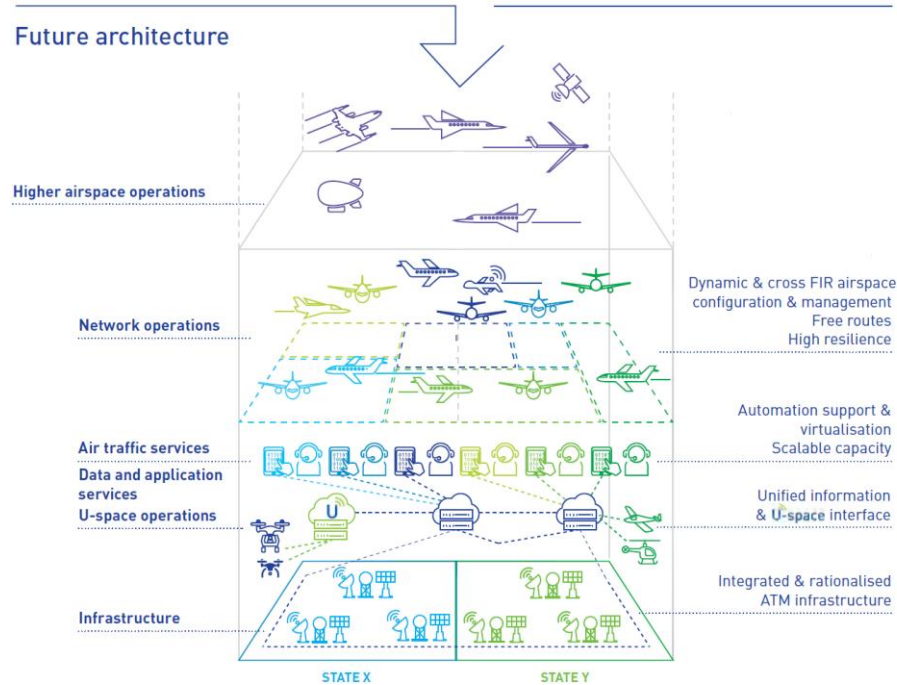 Future architecture
Higher airspace operations
Network operations
Dynamic & cross FIR airspace
configuration & management
Free routes
High resilience
Air traffic services
Automation support &
virtualisation
Scalable capacity
Data and application
services
U-space operations
U
Unified information
& U-space interface
Infrastructure
Integrated & rationalised
ATM infrastructure
STATE X
STATE Y